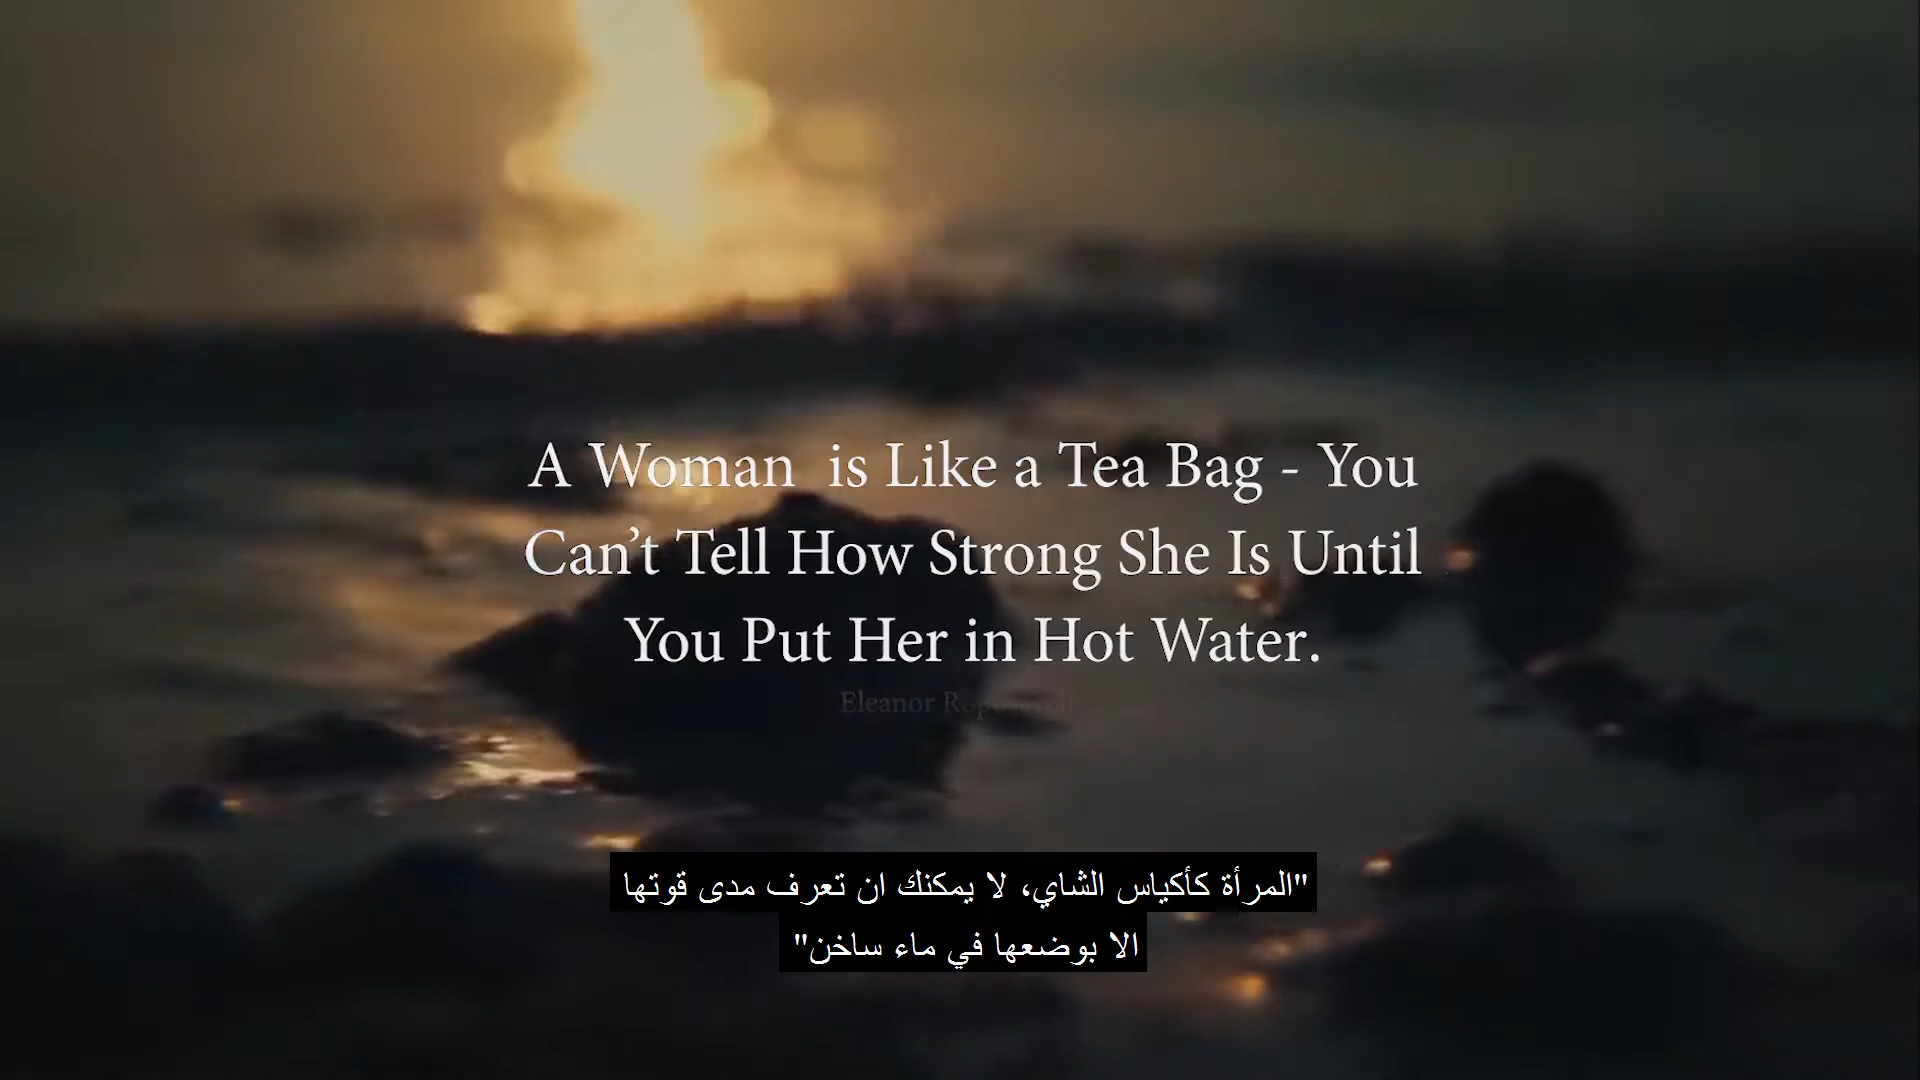 A Woman is Like a Tea Bag - You
Can't Tell How Strong She Is Until
You Put Her in Hot Water.
Eleanor
"المرأة كأكياس الشاي، لا يمكنك ان تعرف مدى قوتها
الا بوضعها في ماء ساخن"